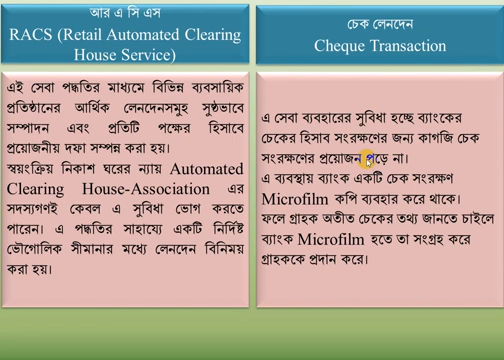 আর এ সি এস
RACS (Retail Automated Clearing
House Service)
এই সেবা পদ্ধতির মাধ্যমে বিভিন্ন ব্যবসায়িক
প্রতিষ্ঠানের আর্থিক লেনদেনসমুহ সুষ্ঠভাবে
সম্পাদন এবং প্রতিটি পক্ষের হিসাবে
প্রয়োজনীয় দফা সম্পন্ন করা হয়।
স্বয়ংক্রিয় নিকাশ ঘরের ন্যায় Automated
Clearing House-Association এর
সদস্যগণই কেবল এ সুবিধা ভোগ করতে
পারেন। এ পদ্ধতির সাহায্যে একটি নির্দিষ্ট
ভৌগোলিক সীমানার মধ্যে লেনদেন বিনিময়
করা হয়।
চেক লেনদেন
Cheque Transaction
এ সেবা ব্যবহারের সুবিধা হচ্ছে ব্যাংকের
চেকের হিসাব সংরক্ষণের জন্য কাগজি চেক
সংরক্ষণের প্রয়োজন পড়ে না।
এ ব্যবস্থায় ব্যাংক একটি চেক সংরক্ষণ
Microfilm কপি ব্যবহার করে থাকে।
ফলে গ্রাহক অতীত চেকের তথ্য জানতে চাইলে
ব্যাংক Microfilm হতে তা সংগ্রহ করে
গ্রাহককে প্রদান করে।